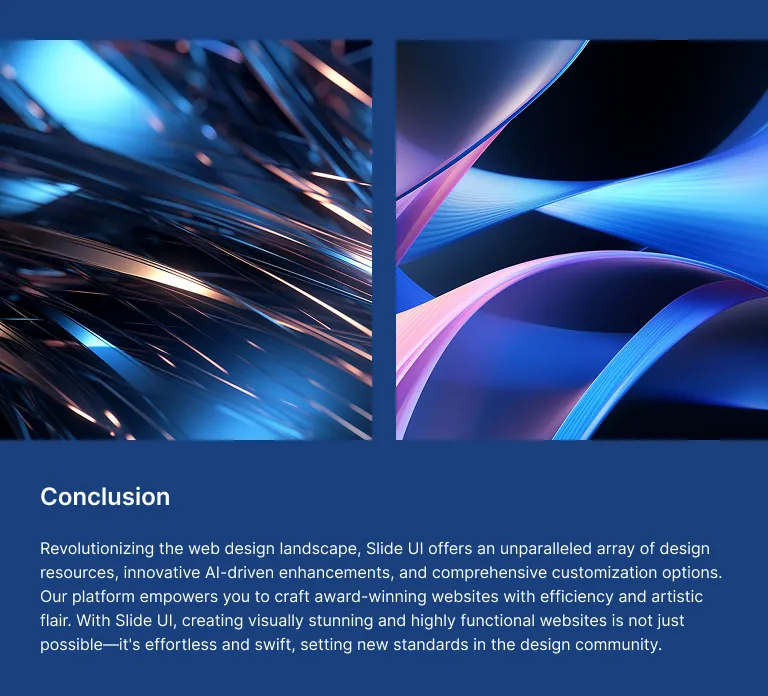 Conclusion
Revolutionizing the web design landscape, Slide UI offers an unparalleled array of design
resources, innovative AI-driven enhancements, and comprehensive customization options.
Our platform empowers you to craft award-winning websites with efficiency and artistic
flair. With Slide UI, creating visually stunning and highly functional websites is not just
possible—it's effortless and swift, setting new standards in the design community.